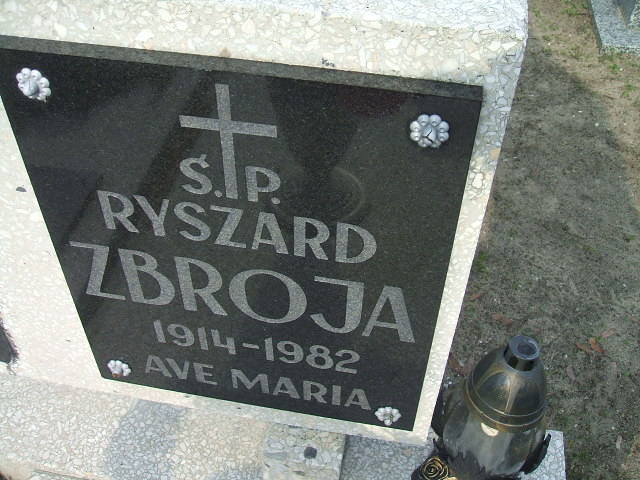 Ś.P.
RYSZARD
ZBROJA
1914-1982
AVE MARIA